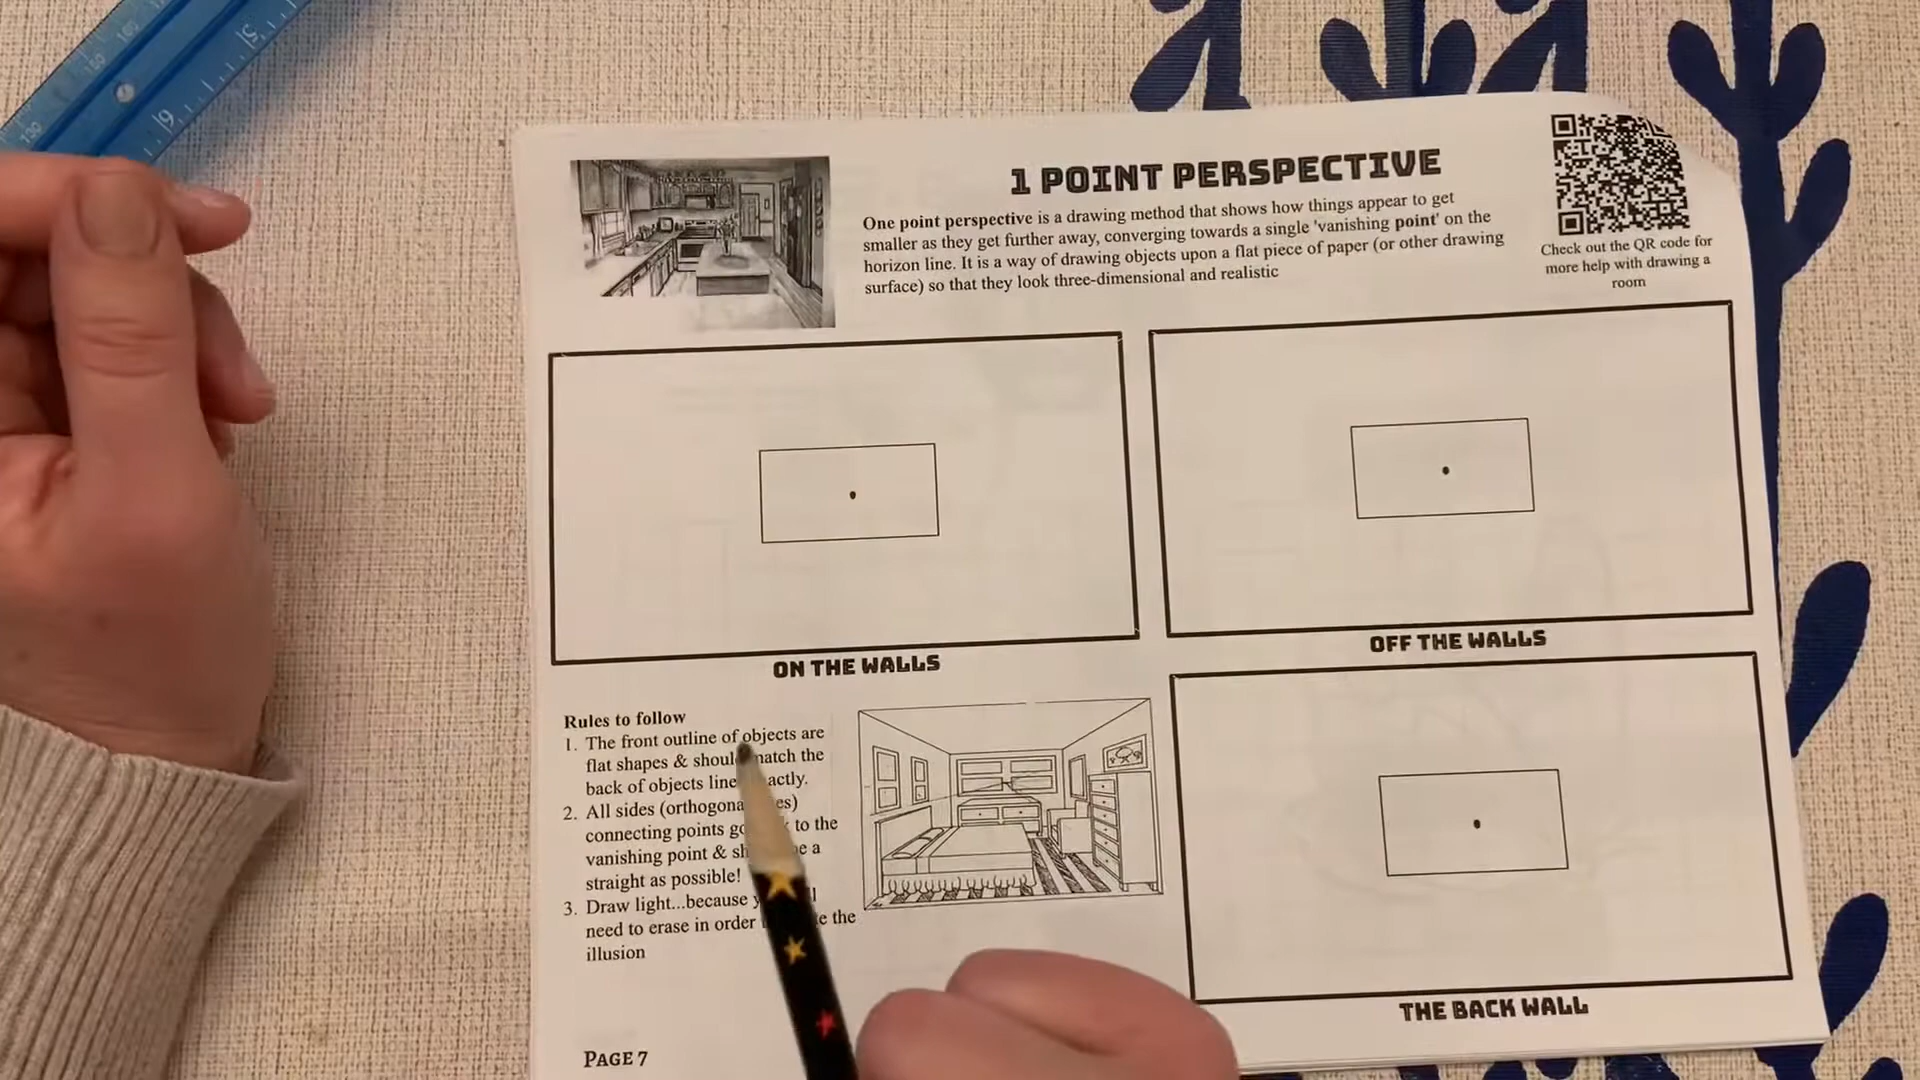 1 POINT PERSPECTIVE
One point perspective is a drawing method that shows how things appear to get
smaller as they get further away, converging towards a single 'vanishing point' on the
horizon line. It is a way of drawing objects upon a flat piece of paper (or other drawing
surface) so that they look three-dimensional and realistic
Check out the QR code for
more help with drawing a
room
ON THE WALLS
OFF THE WALLS
Rules to follow
1. The front outline of objects are
flat shapes & should match the
back of objects line
2. All sides
connecting points to the
vanishing point & a
straight as possible!
3. Draw light...because
need to erase in order the
illusion
THE BACK WALL
PAGE 7
6
5
130
150
160